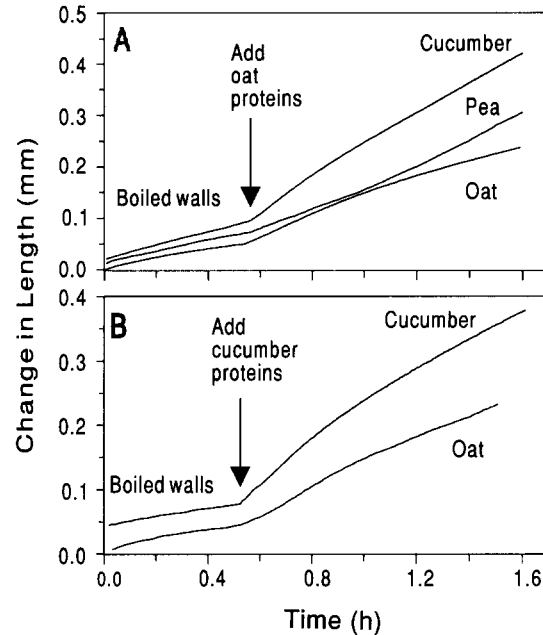 A
0.5
0.4
0.3
0.2
0.1
0.0
Add
oat
proteins
Boiled walls
Cucumber
Pea
Oat
B
0.4
0.3
0.2
0.1
0.0
Add
cucumber
proteins
Boiled walls
Cucumber
Oat
0.0
0.4
0.8
1.2
1.6
Change in Length (mm)
Time (h)